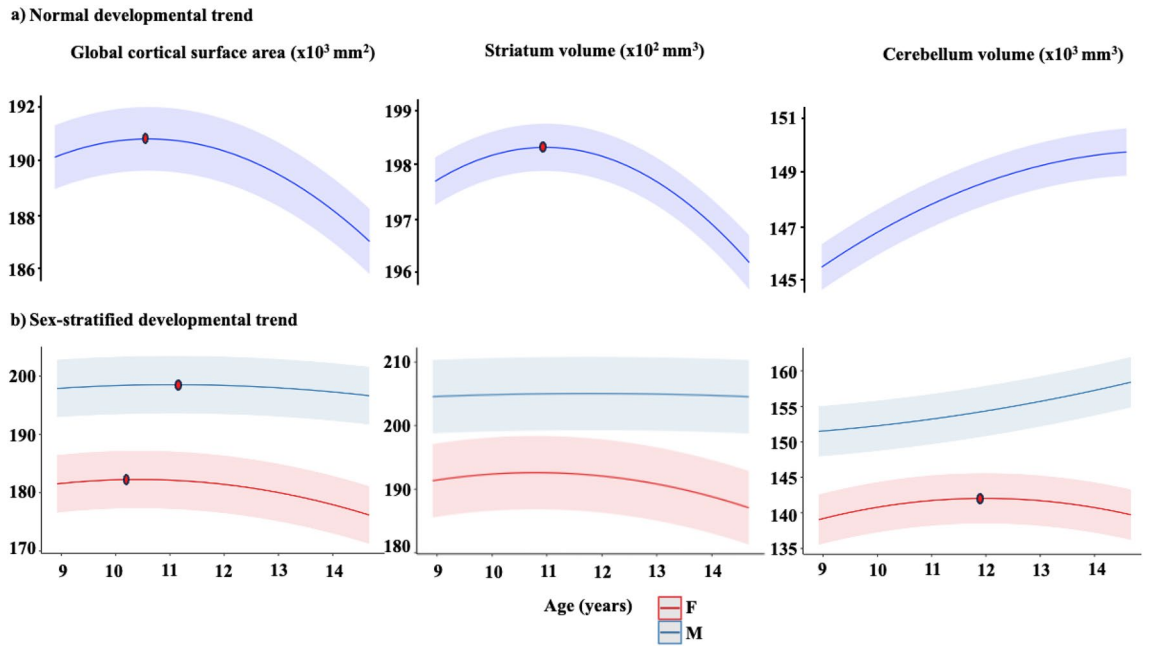 a) Normal developmental trend
Global cortical surface area (x10³ mm²)
Striatum volume (x10² mm³)
Cerebellum volume (x10³ mm³)
192
190
188
186
199
198
197
196
151
149
147
145
b) Sex-stratified developmental trend
200
190
180
170
210
200
190
180
160
155
150
145
140
135
9 10 11 12 13 14
9 10 11 12 13 14
9 10 11 12 13 14
Age (years)
F
M